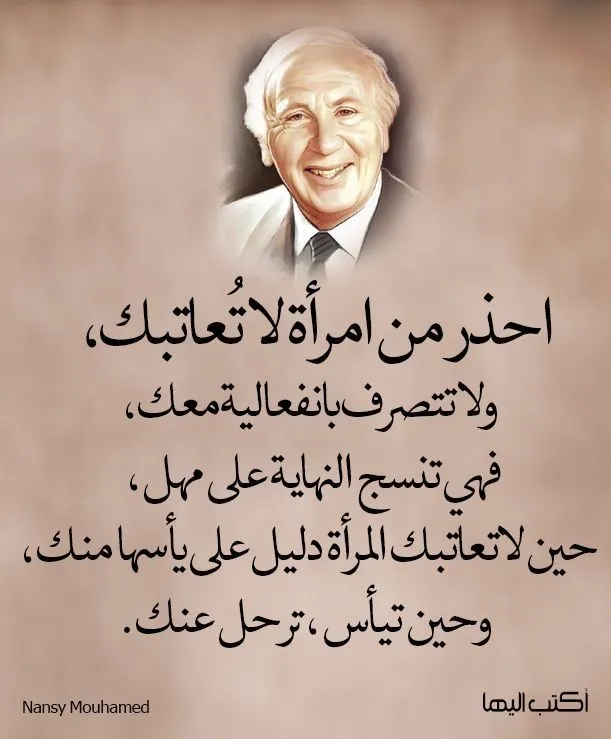 احذر من امرأة لا تُعاتبك،
ولا تتصرف بانفعالية معك،
فهي تنسج النهاية على مهل،
حين لا تعاتبك المرأة دليل على يأسها منك،
وحين تيأس، ترحل عنك.
أكتب اليها
Nansy Mouhamed